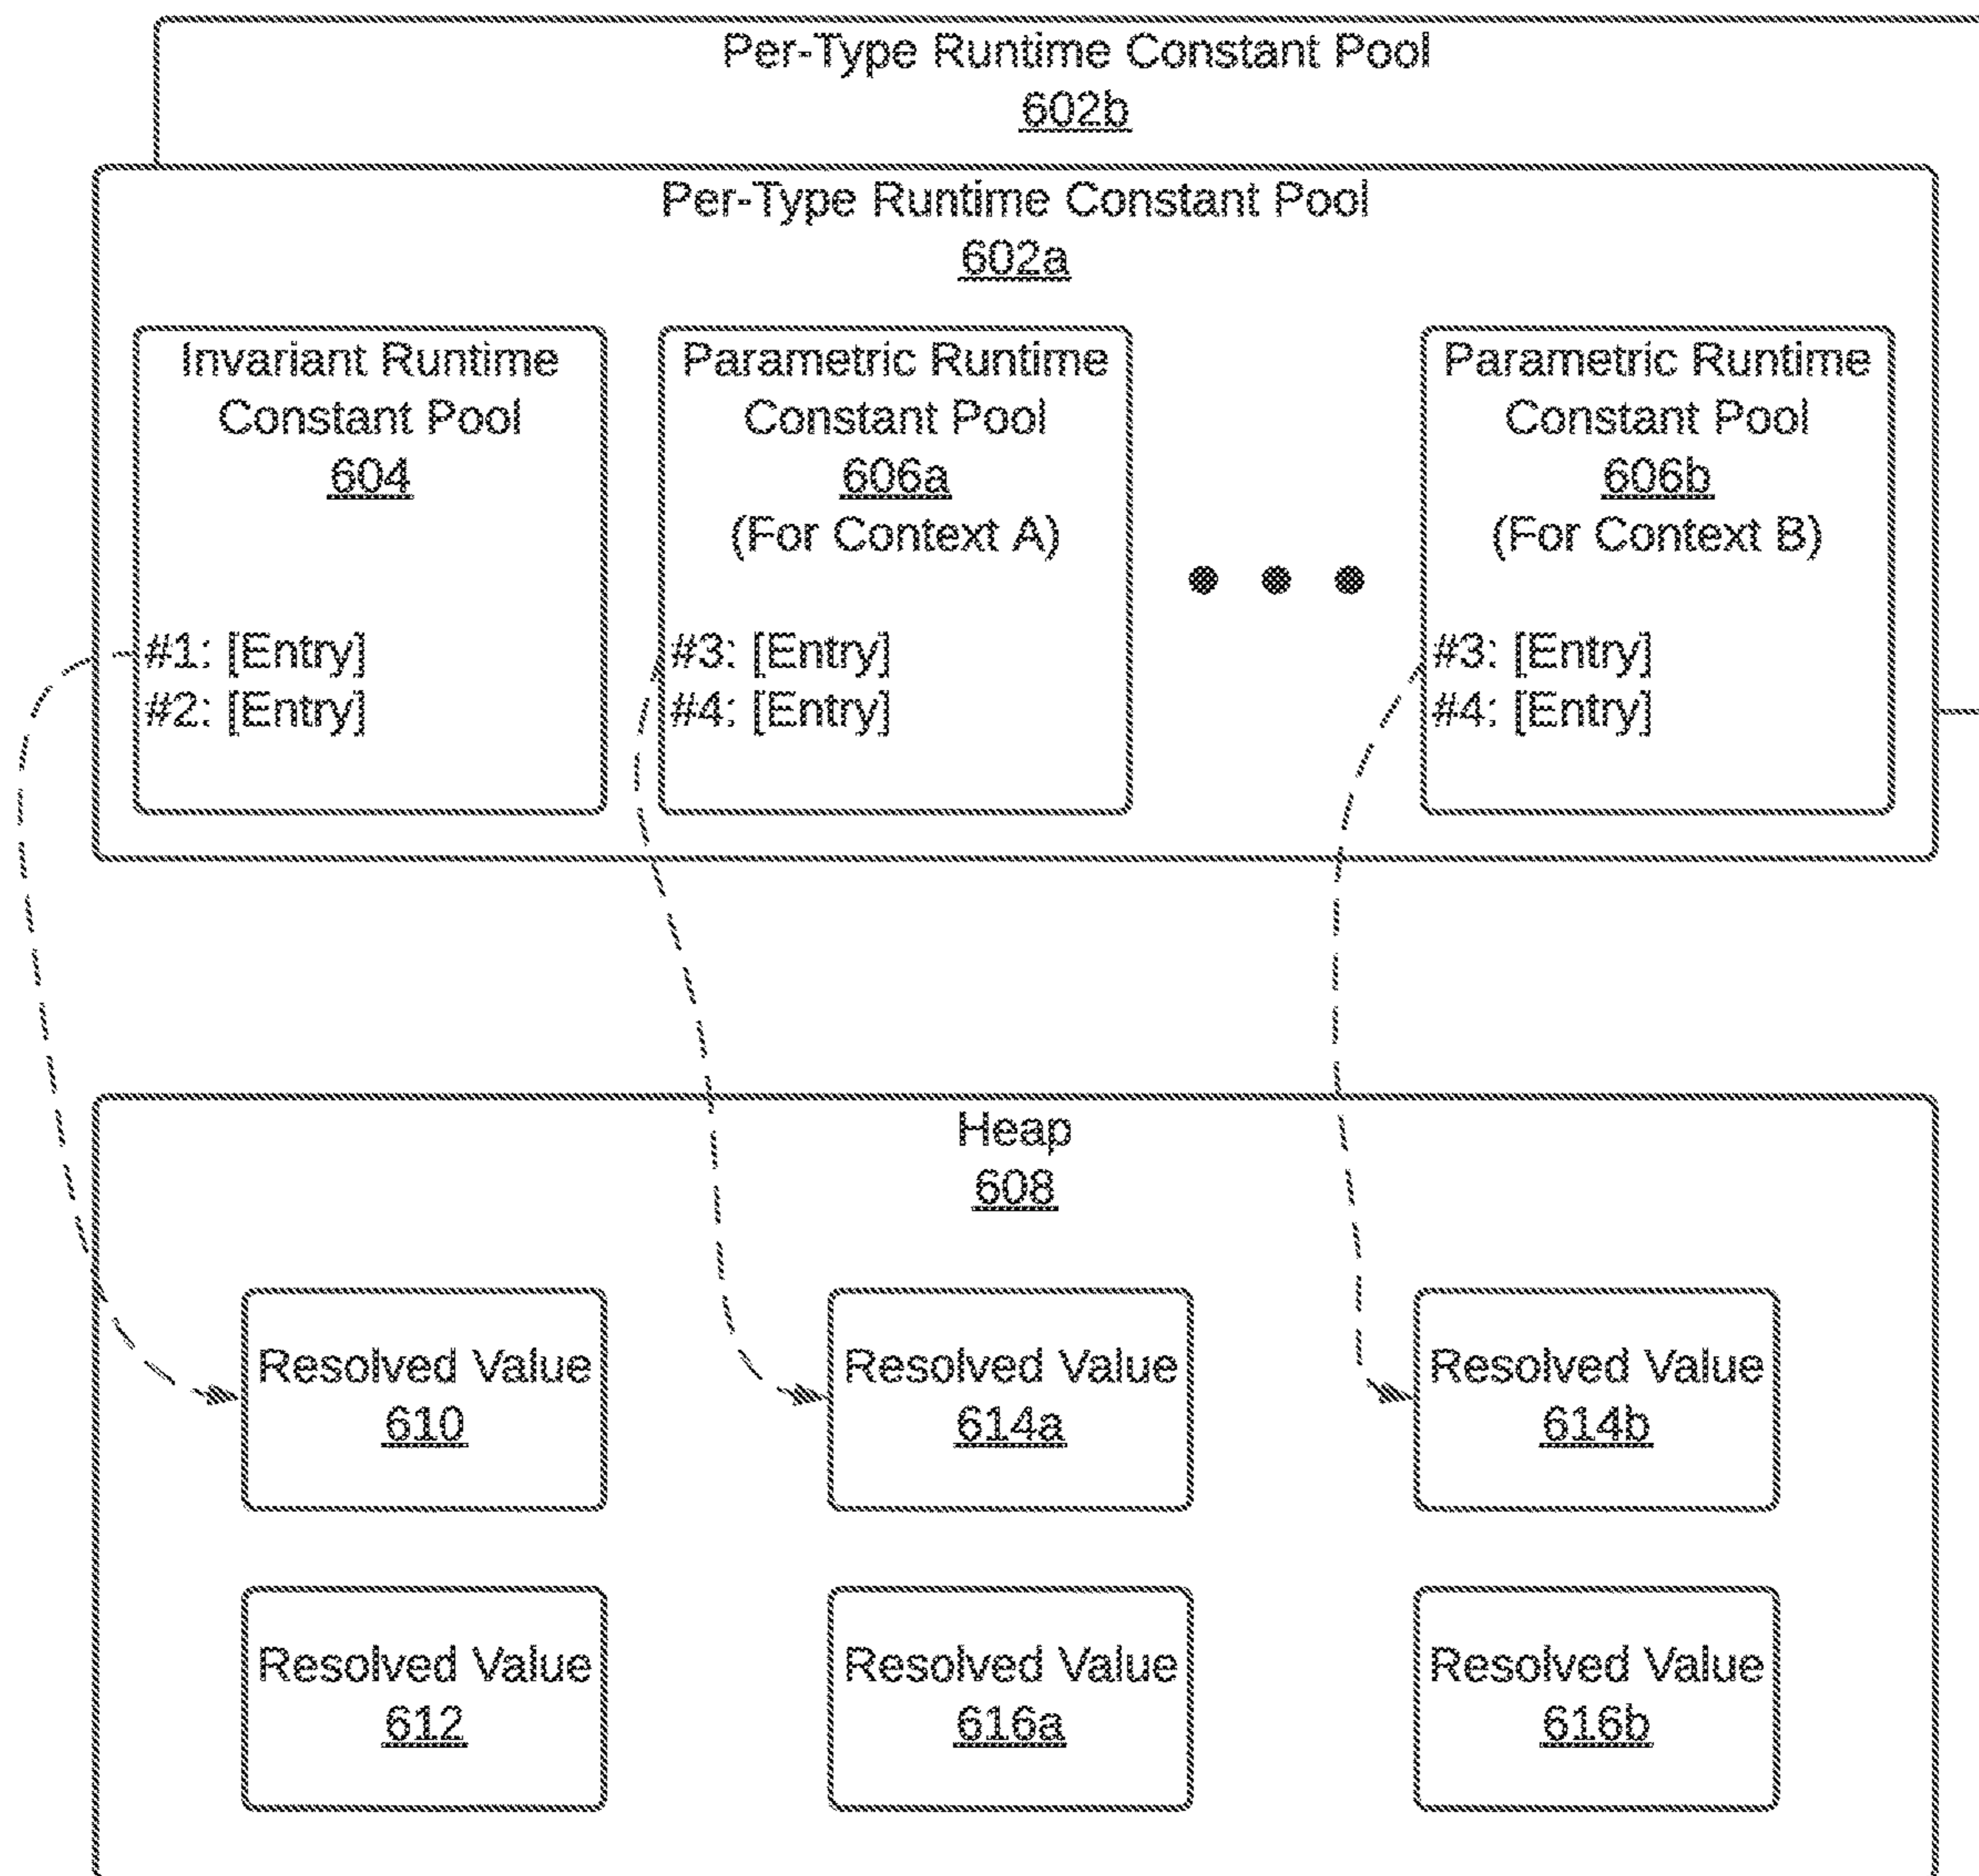 Per-Type Runtime Constant Pool
602b
Per-Type Runtime Constant Pool
602a
Invariant Runtime
Constant Pool
604
#1: [Entry]
#2: [Entry]
Parametric Runtime
Constant Pool
606a
(For Context A)
#3: [Entry]
#4: [Entry]
Parametric Runtime
Constant Pool
606b
(For Context B)
#3: [Entry]
#4: [Entry]
Heap
608
Resolved Value
610
Resolved Value
614a
Resolved Value
614b
Resolved Value
612
Resolved Value
616a
Resolved Value
616b